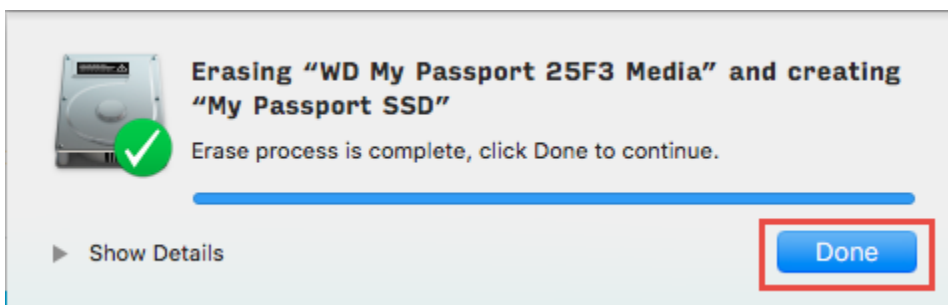 Erasing “WD My Passport 25F3 Media” and creating
“My Passport SSD”
Erase process is complete, click Done to continue.
Show Details
Done